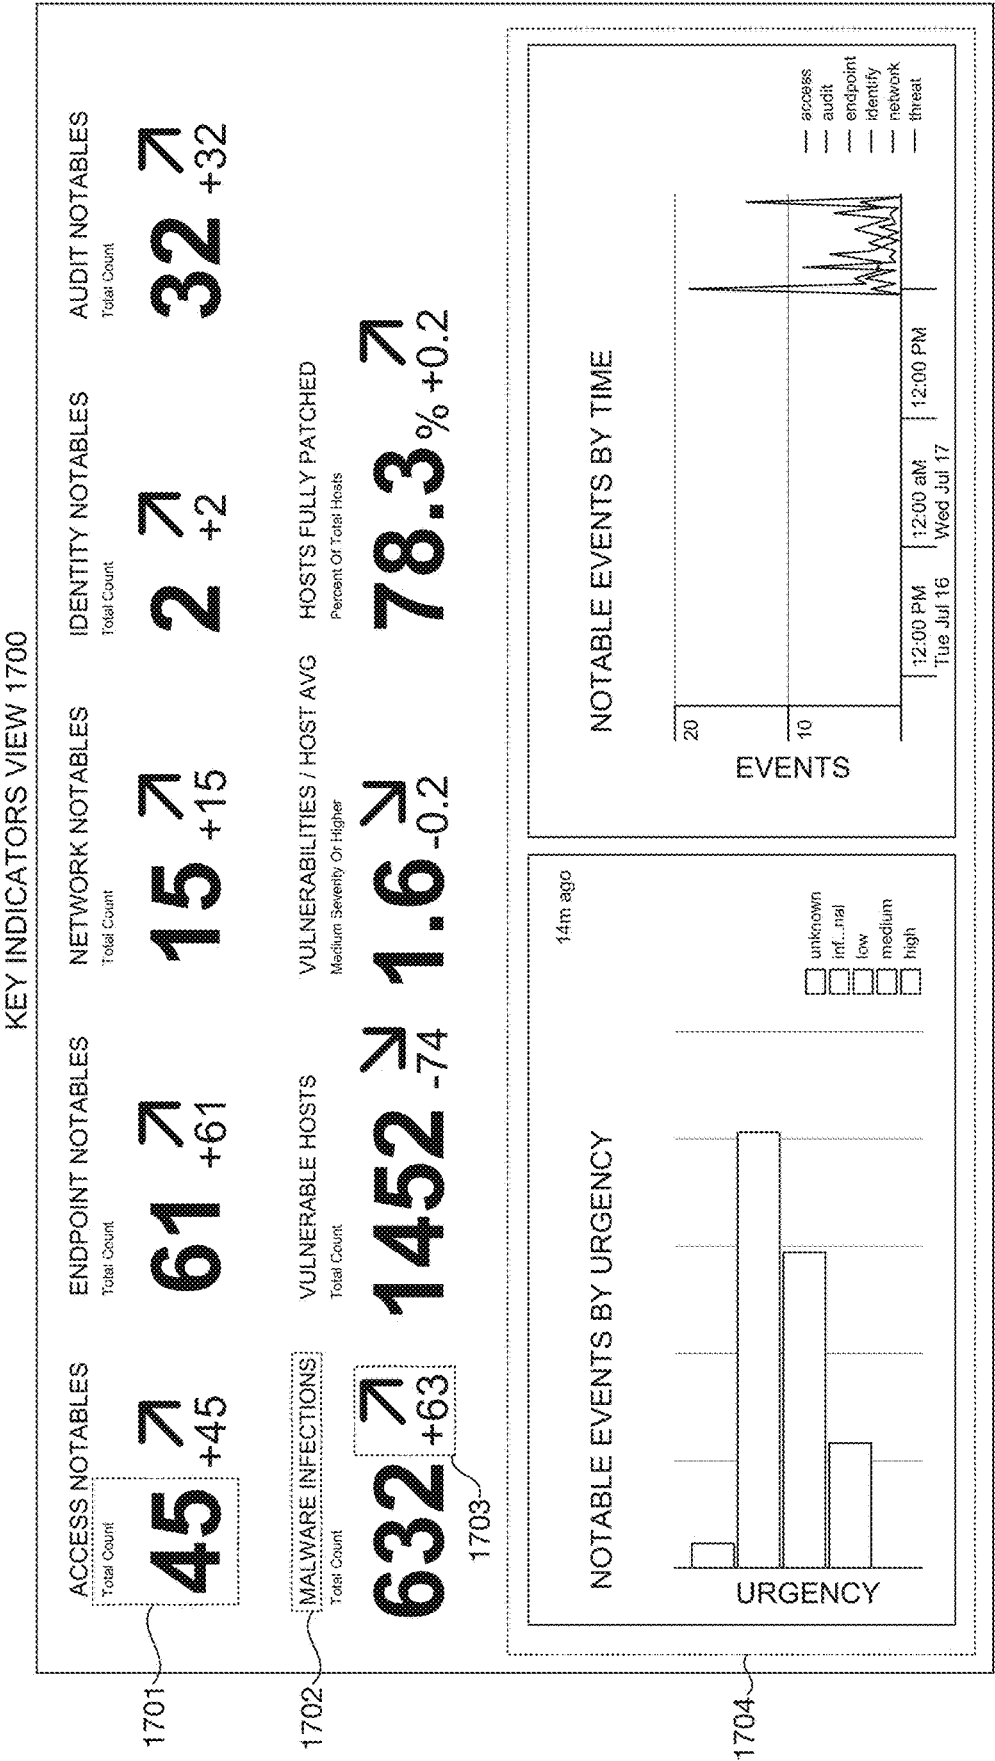 KEY INDICATORS VIEW 1700
ACCESS NOTABLES
Total Count
45 +45
ENDPOINT NOTABLES
Total Count
61 +61
NETWORK NOTABLES
Total Count
15 +15
IDENTITY NOTABLES
Total Count
2 +2
AUDIT NOTABLES
Total Count
32 +32
1701
MALWARE INFECTIONS
Total Count
632 +63
VULNERABLE HOSTS
Total Count
1452 -74
VULNERABILITIES / HOST AVG
Medium Severity Or Higher
1.6 -0.2
HOSTS FULLY PATCHED
Percent Of Total Hosts
78.3% +0.2
1702
1703
14m ago
NOTABLE EVENTS BY URGENCY
URGENCY
unknown
inf...nal
low
medium
high
NOTABLE EVENTS BY TIME
EVENTS
20
10
12:00 PM
Tue Jul 16
12:00 aM
Wed Jul 17
12:00 PM
access
audit
endpoint
identify
network
threat
1704